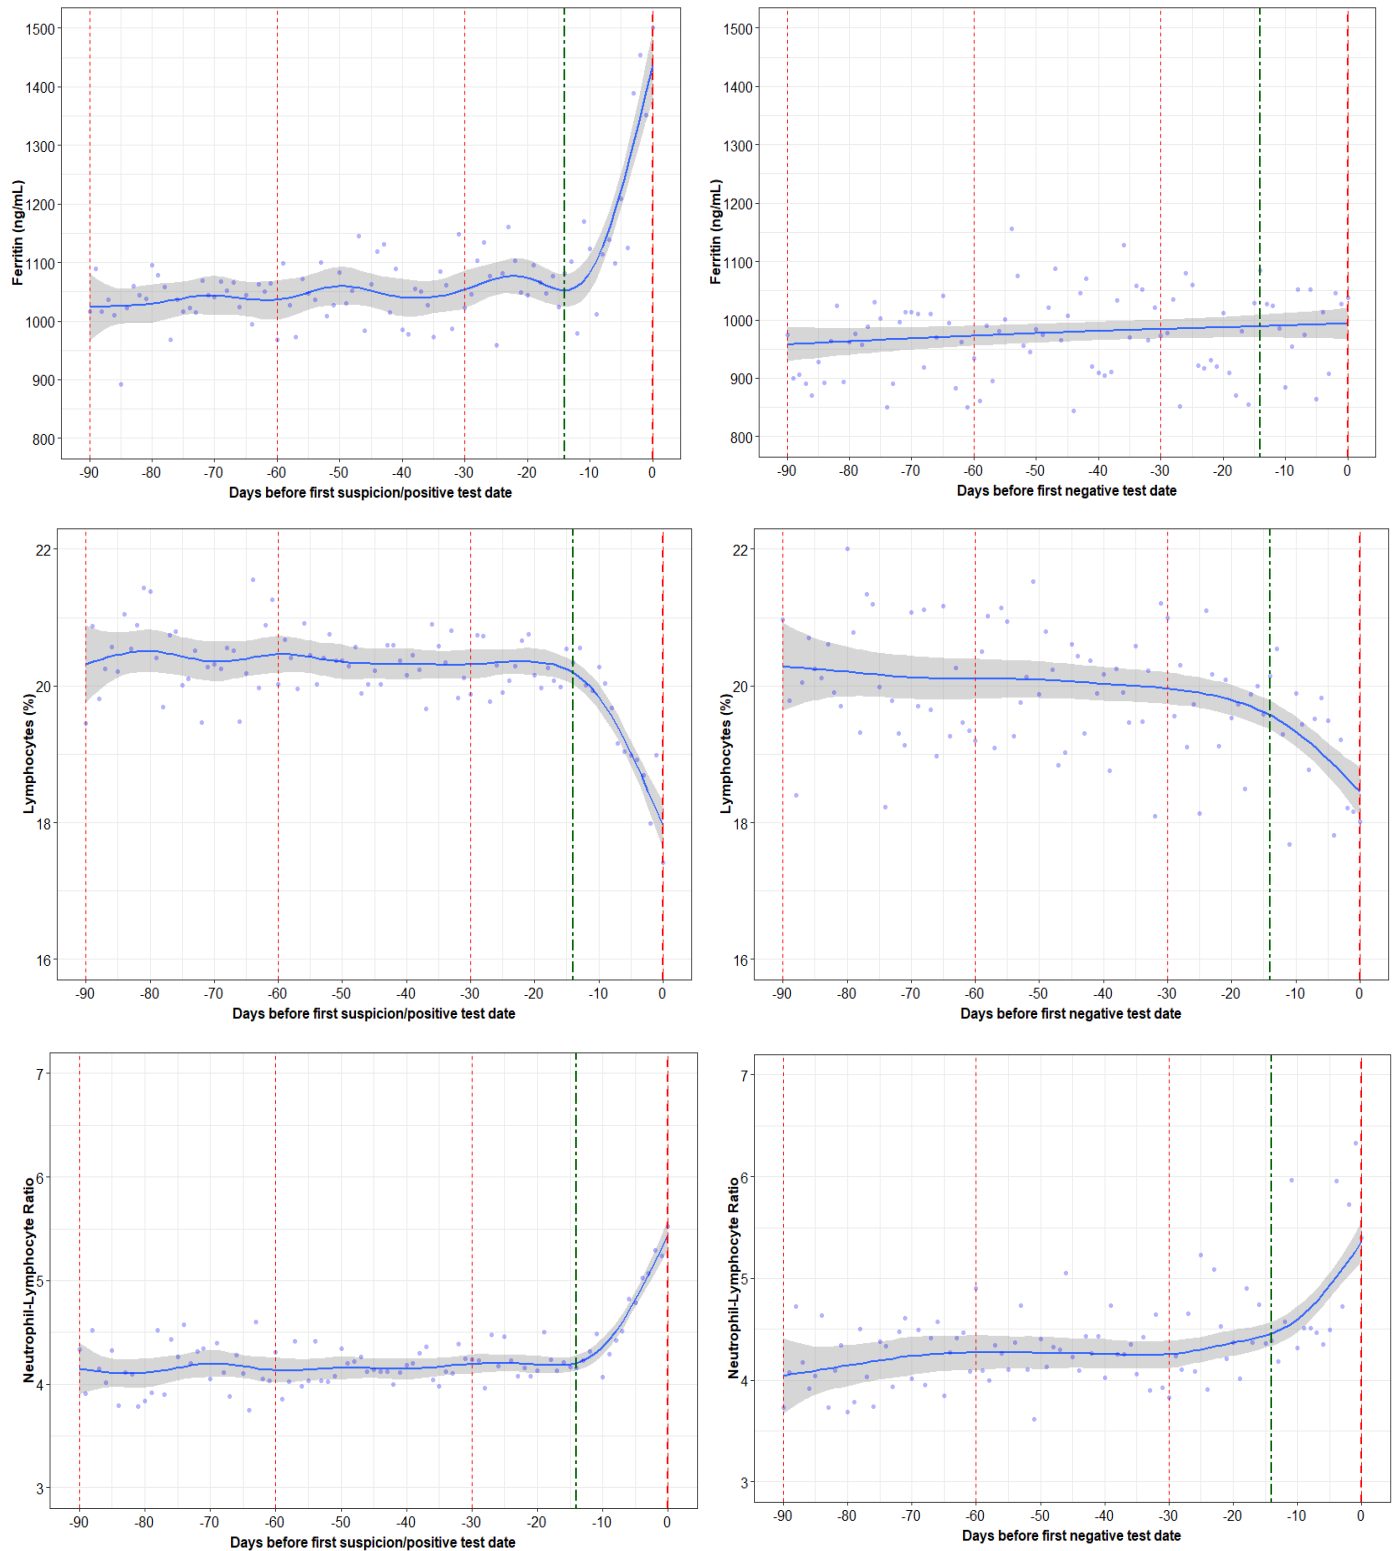 1500
1400
1300
1200
1100
1000
900
800
Ferritin (ng/mL)
-90 -80 -70 -60 -50 -40 -30 -20 -10 0
Days before first suspicion/positive test date
1500
1400
1300
1200
1100
1000
900
800
Ferritin (ng/mL)
-90 -80 -70 -60 -50 -40 -30 -20 -10 0
Days before first negative test date
22
20
18
16
Lymphocytes (%)
-90 -80 -70 -60 -50 -40 -30 -20 -10 0
Days before first suspicion/positive test date
22
20
18
16
Lymphocytes (%)
-90 -80 -70 -60 -50 -40 -30 -20 -10 0
Days before first negative test date
7
6
5
4
3
Neutrophil-Lymphocyte Ratio
-90 -80 -70 -60 -50 -40 -30 -20 -10 0
Days before first suspicion/positive test date
7
6
5
4
3
Neutrophil-Lymphocyte Ratio
-90 -80 -70 -60 -50 -40 -30 -20 -10 0
Days before first negative test date